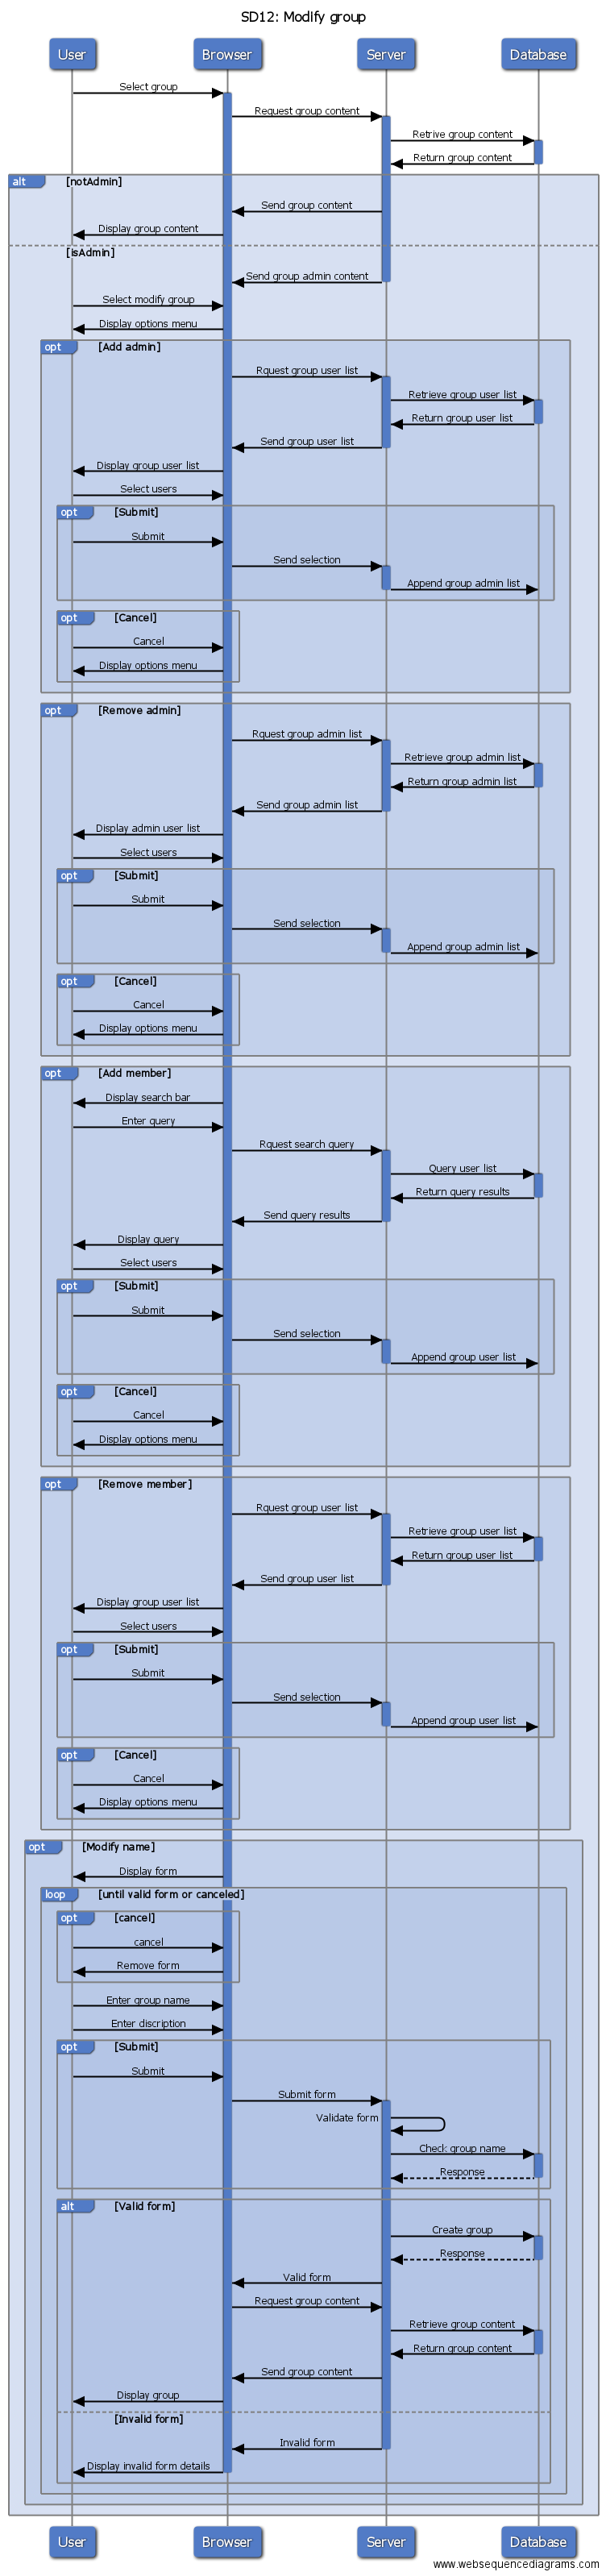 SD12: Modify group
User
Browser
Server
Database
Select group
Request group content
Retrive group content
Return group content
alt [notAdmin]
Send group content
Display group content
[isAdmin]
Send group admin content
Select modify group
Display options menu
opt [Add admin]
Rquest group user list
Retrieve group user list
Return group user list
Send group user list
Display group user list
Select users
opt [Submit]
Submit
Send selection
Append group admin list
opt [Cancel]
Cancel
Display options menu
opt [Remove admin]
Rquest group admin list
Retrieve group admin list
Return group admin list
Send group admin list
Display admin user list
Select users
opt [Submit]
Submit
Send selection
Append group admin list
opt [Cancel]
Cancel
Display options menu
opt [Add member]
Display search bar
Enter query
Rquest search query
Query user list
Return query results
Send query results
Display query
Select users
opt [Submit]
Submit
Send selection
Append group user list
opt [Cancel]
Cancel
Display options menu
opt [Remove member]
Rquest group user list
Retrieve group user list
Return group user list
Send group user list
Display group user list
Select users
opt [Submit]
Submit
Send selection
Append group user list
opt [Cancel]
Cancel
Display options menu
opt [Modify name]
Display form
loop [until valid form or canceled]
opt [cancel]
cancel
Remove form
Enter group name
Enter discription
opt [Submit]
Submit
Submit form
Validate form
Check group name
Response
alt [Valid form]
Create group
Response
Valid form
Request group content
Retrieve group content
Return group content
Send group content
Display group
[Invalid form]
Invalid form
Display invalid form details
User
Browser
Server
Database
www.websequencediagrams.com